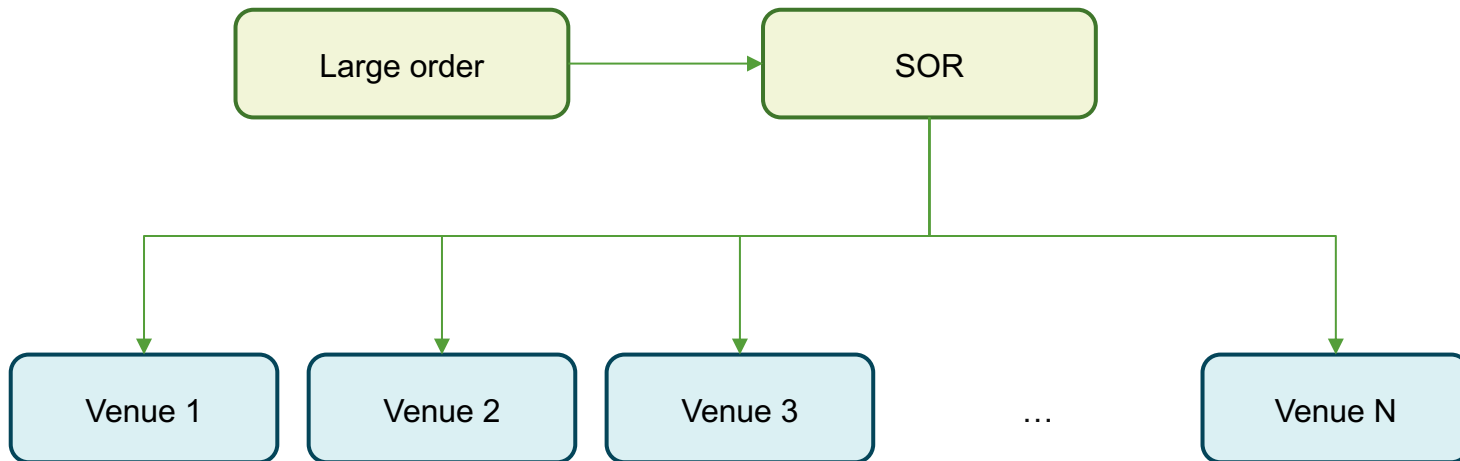 Large order
SOR
Venue 1
Venue 2
Venue 3
…
Venue N